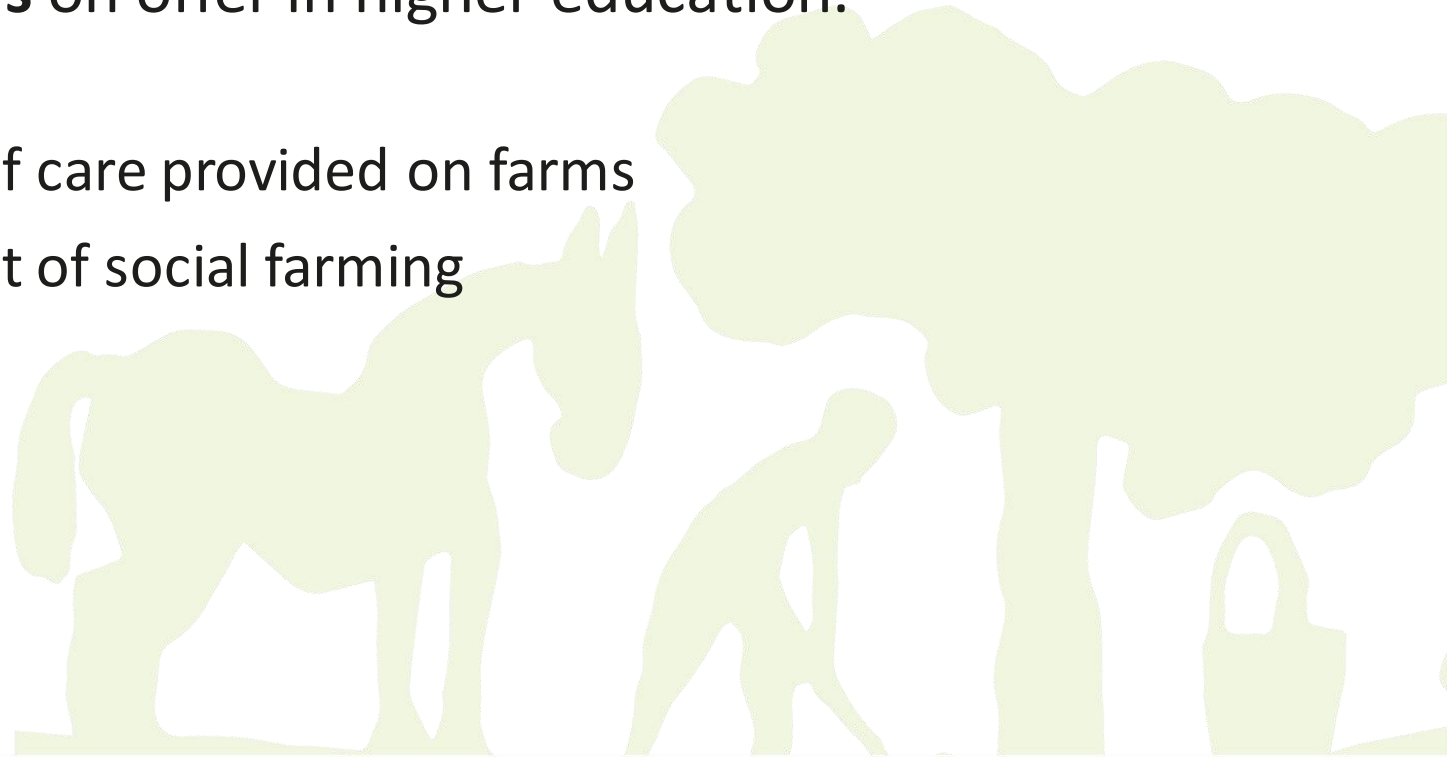 s on offer in higher education.
f care provided on farms
t of social farming